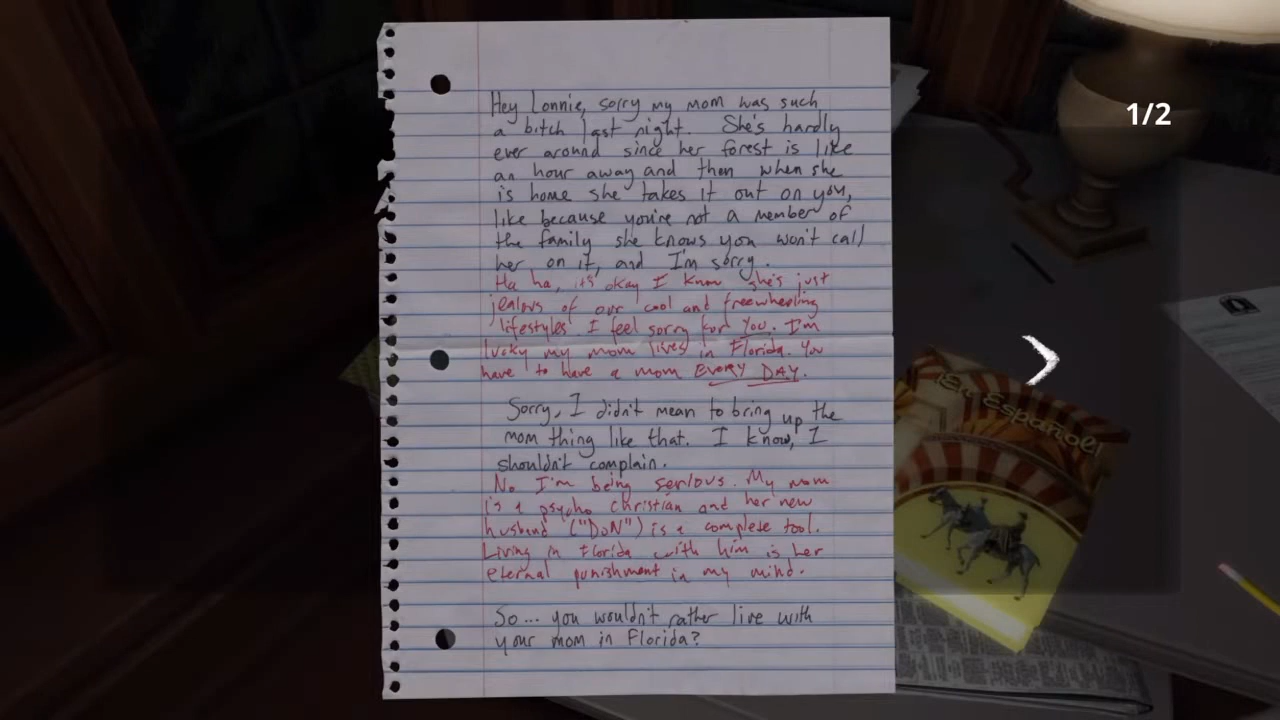 Hey Lonnie, sorry my mom was such
a bitch last night. She's hardly
ever around since her forest is like
an hour away and then when she
is home she takes it out on you,
like because you're not a member of
the family she knows you won't call
her on it, and I'm sorry.
Ha ha, it's okay I know she's just
jealous of our cool and freewheeling
lifestyles I feel sorry for You. I'm
lucky my mom lives in Florida. You
have to have a mom EVERY DAY.
Sorry, I didn't mean to bring up the
mom thing like that. I know, I
shouldn't complain.
No I'm being serious. My mom
is a psycho christian and her new
husband ("DoN") is a complete tool.
Living in Florida with him is her
eternal punishment in my mind.
So... you wouldn't rather live with
your mom in Florida?
1/2
¡En Español!